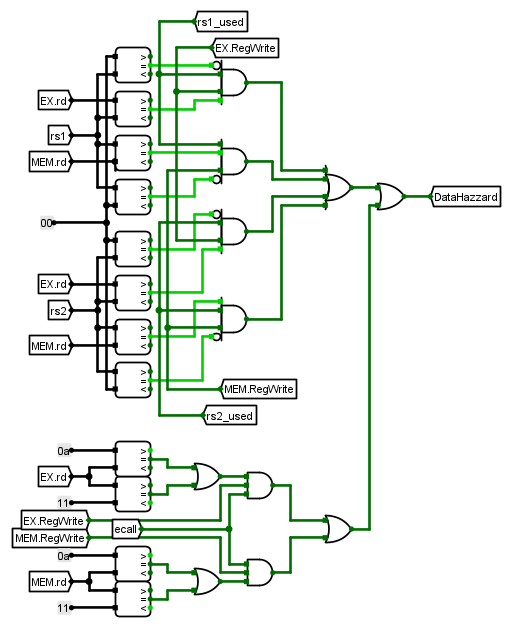 rs1_used
EX.RegWrite
>
=
<
EX.rd
>
=
<
rs1
MEM.rd
>
=
<
>
=
<
DataHazzard
00
>
=
<
EX.rd
>
=
<
rs2
MEM.rd
>
=
<
>
=
<
MEM.RegWrite
rs2_used
0a
>
=
<
EX.rd
>
=
<
11
EX.RegWrite
ecall
MEM.RegWrite
0a
>
=
<
MEM.rd
>
=
<
11